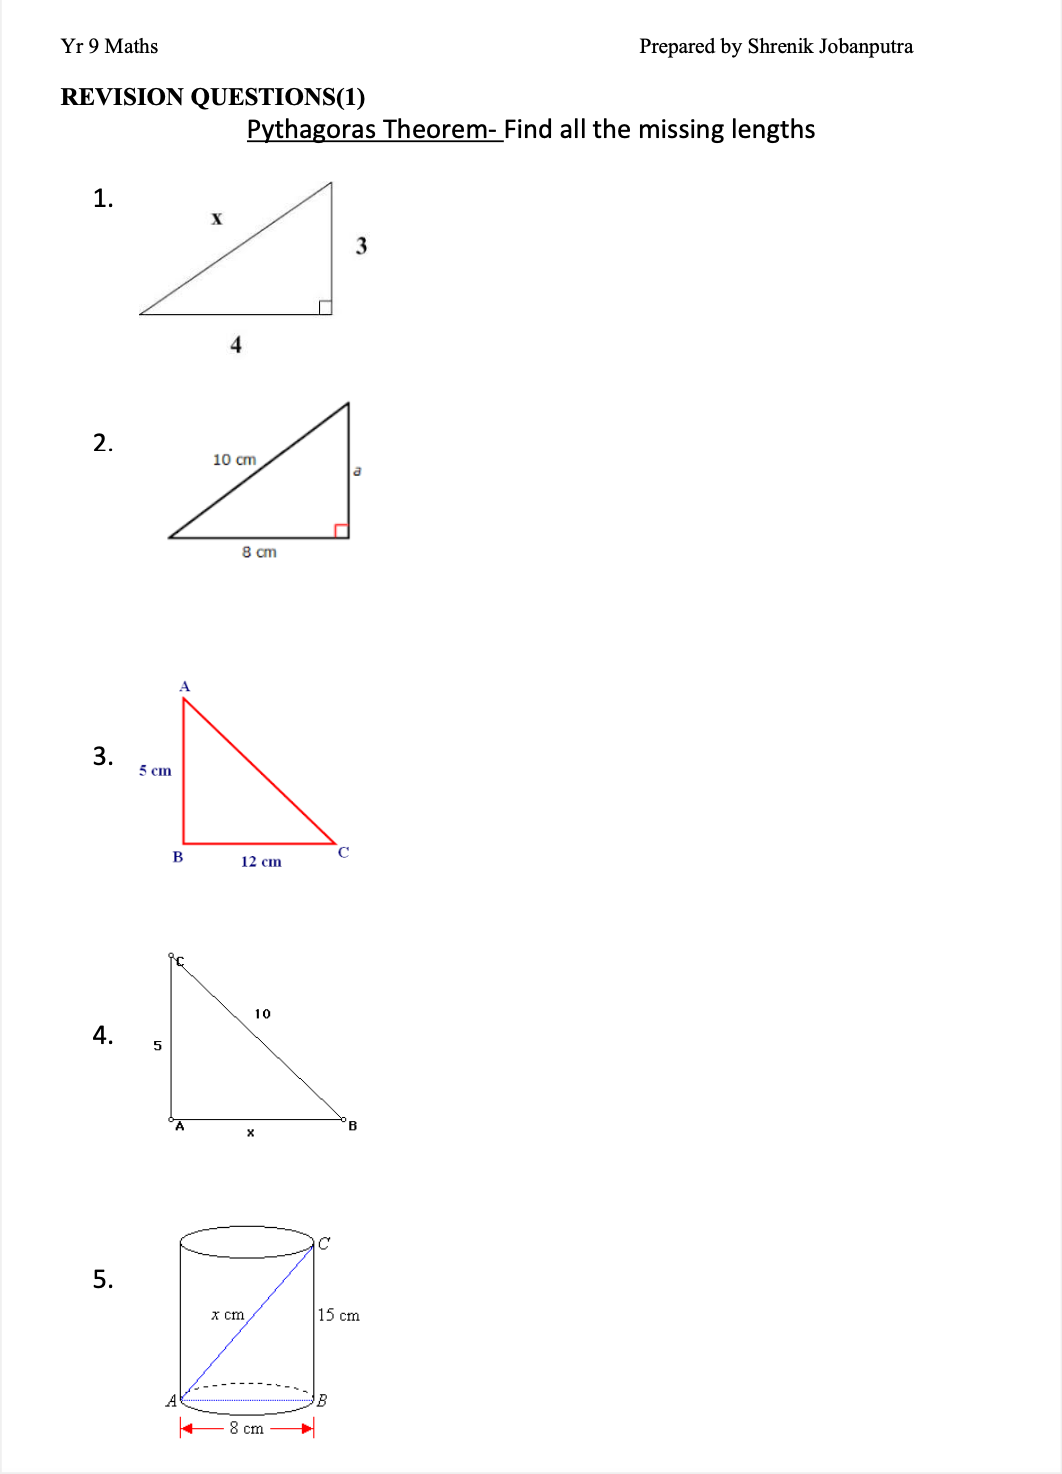 Yr 9 Maths Prepared by Shrenik Jobanputra
REVISION QUESTIONS(1)
Pythagoras Theorem- Find all the missing lengths
1.
x
3
4
2.
10 cm
a
8 cm
A
3.
5 cm
B
12 cm
C
C
10
4.
5
A
x
B
C
5.
x cm
15 cm
A
B
8 cm